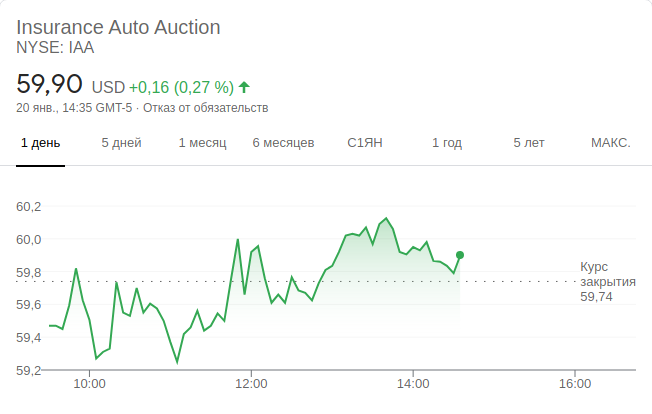 Insurance Auto Auction
NYSE: IAA
59,90 USD +0,16 (0,27 %)
20 янв., 14:35 GMT-5 · Отказ от обязательств
1 день 5 дней 1 месяц 6 месяцев С1ЯН 1 год 5 лет МАКС.
60,2
60,0
59,8
59,6
59,4
59,2
Курс
закрытия
59,74
10:00 12:00 14:00 16:00